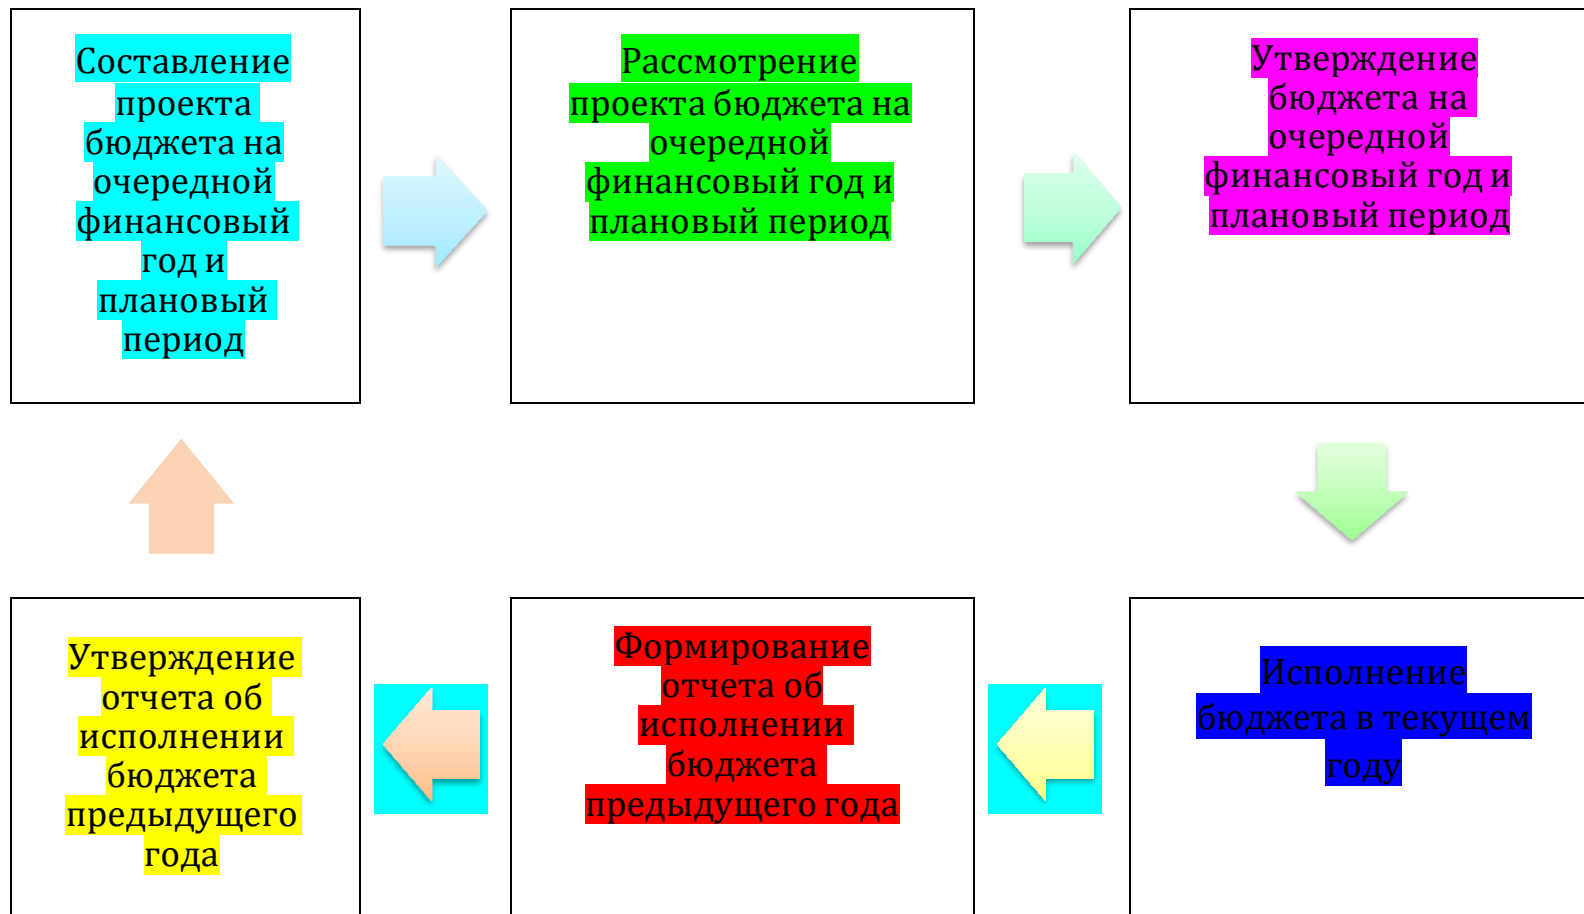 Составление
проекта
бюджета на
очередной
финансовый
год и
плановый
период
Рассмотрение
проекта бюджета на
очередной
финансовый год и
плановый период
Утверждение
бюджета на
очередной
финансовый год и
плановый период
Утверждение
отчета об
исполнении
бюджета
предыдущего
года
Формирование
отчета об
исполнении
бюджета
предыдущего года
Исполнение
бюджета в текущем
году